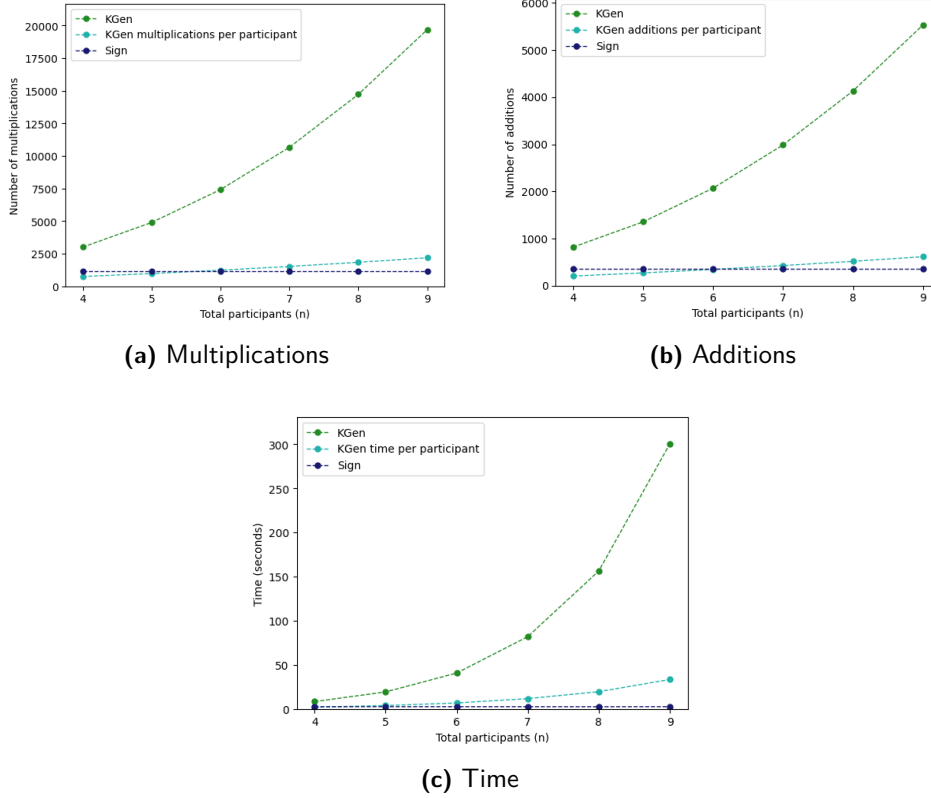 KGen
KGen multiplications per participant
Sign
20000
17500
15000
12500
10000
7500
5000
2500
0
Number of multiplications
4 5 6 7 8 9
Total participants (n)
(a) Multiplications
KGen
KGen additions per participant
Sign
6000
5000
4000
3000
2000
1000
0
Number of additions
4 5 6 7 8 9
Total participants (n)
(b) Additions
KGen
KGen time per participant
Sign
300
250
200
150
100
50
0
Time (seconds)
4 5 6 7 8 9
Total participants (n)
(c) Time